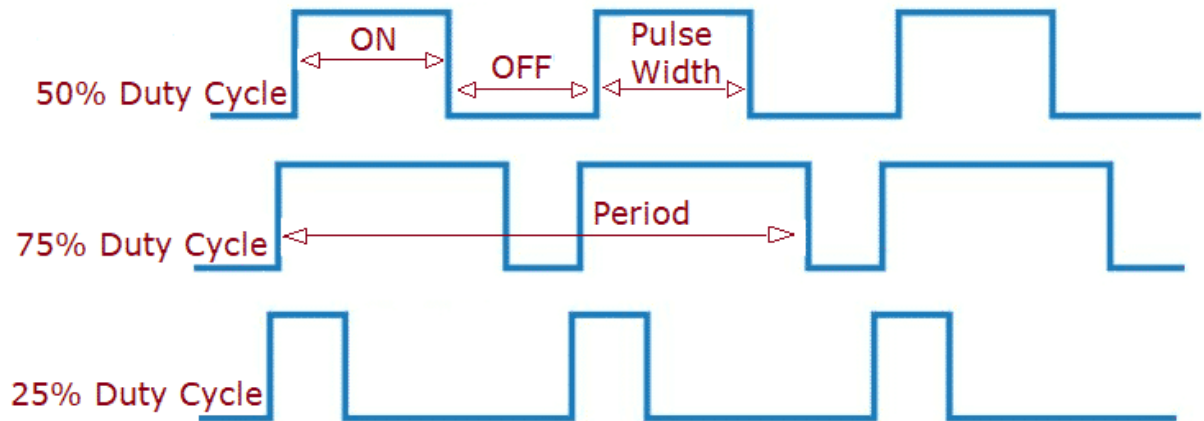 ON
OFF
Pulse
Width
50% Duty Cycle
Period
75% Duty Cycle
25% Duty Cycle